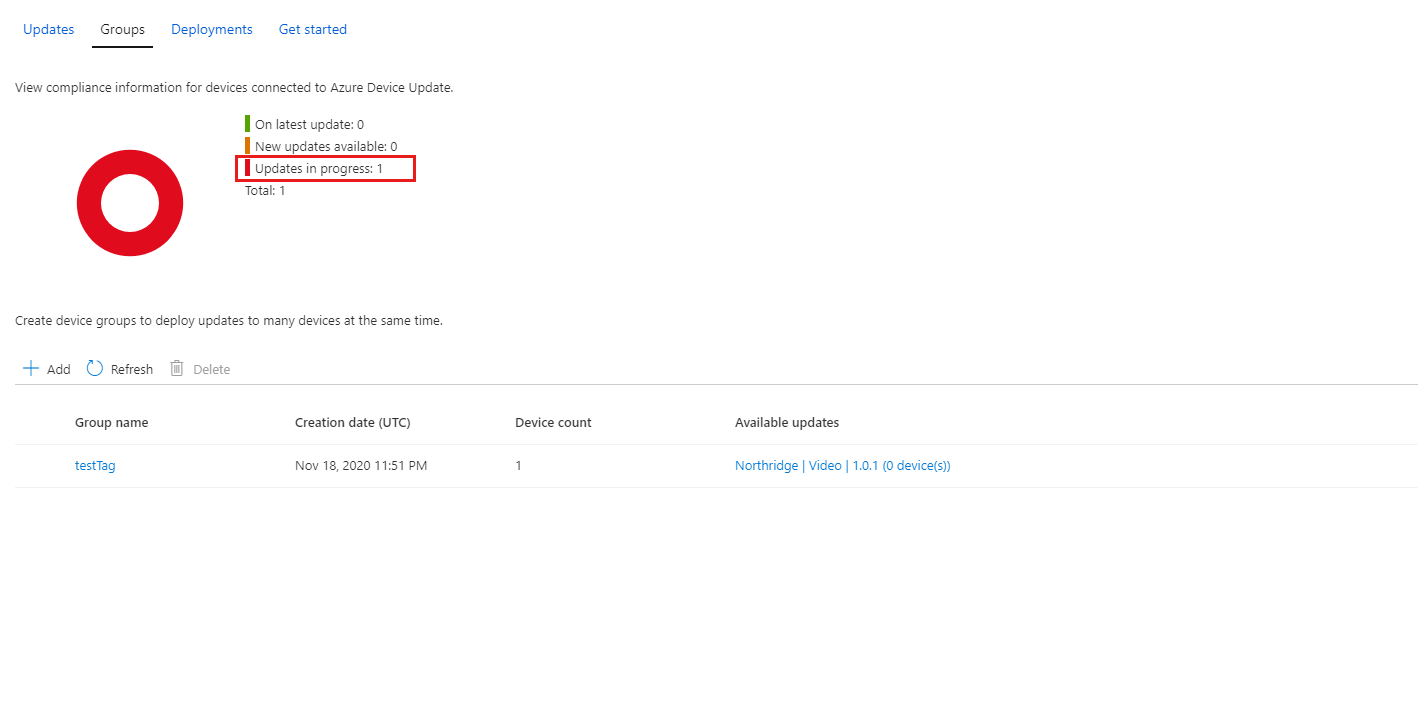 Updates Groups Deployments Get started
View compliance information for devices connected to Azure Device Update.
On latest update: 0
New updates available: 0
Updates in progress: 1
Total: 1
Create device groups to deploy updates to many devices at the same time.
Add Refresh Delete
Group name Creation date (UTC) Device count Available updates
testTag Nov 18, 2020 11:51 PM 1 Northridge | Video | 1.0.1 (0 device(s))